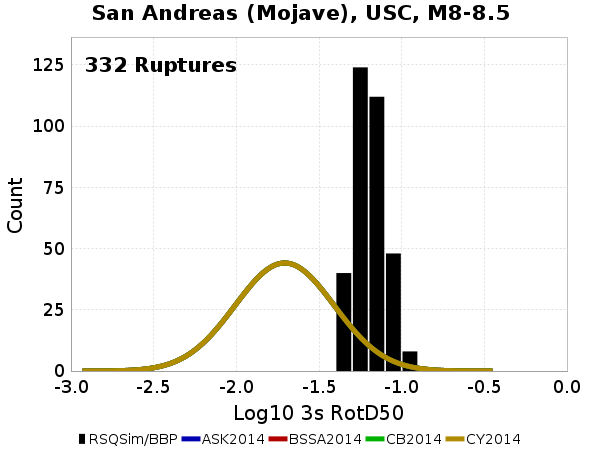 San Andreas (Mojave), USC, M8-8.5
332 Ruptures
125
100
75
50
25
0
Count
-3.0 -2.5 -2.0 -1.5 -1.0 -0.5 0.0
Log10 3s RotD50
RSQSim/BBP ASK2014 BSSA2014 CB2014 CY2014